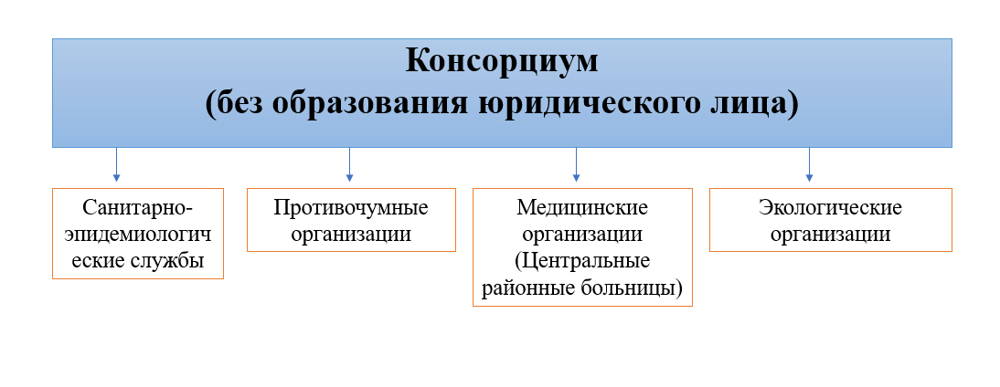 Консорциум
(без образования юридического лица)
Санитарно-
эпидемиологич
еские службы
Противочумные
организации
Медицинские
организации
(Центральные
районные больницы)
Экологические
организации